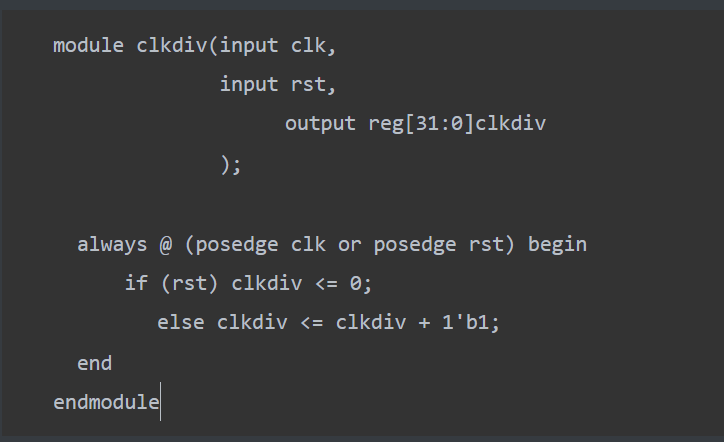 module clkdiv(input clk,
input rst,
output reg[31:0]clkdiv
);
always @ (posedge clk or posedge rst) begin
if (rst) clkdiv <= 0;
else clkdiv <= clkdiv + 1'b1;
end
endmodule